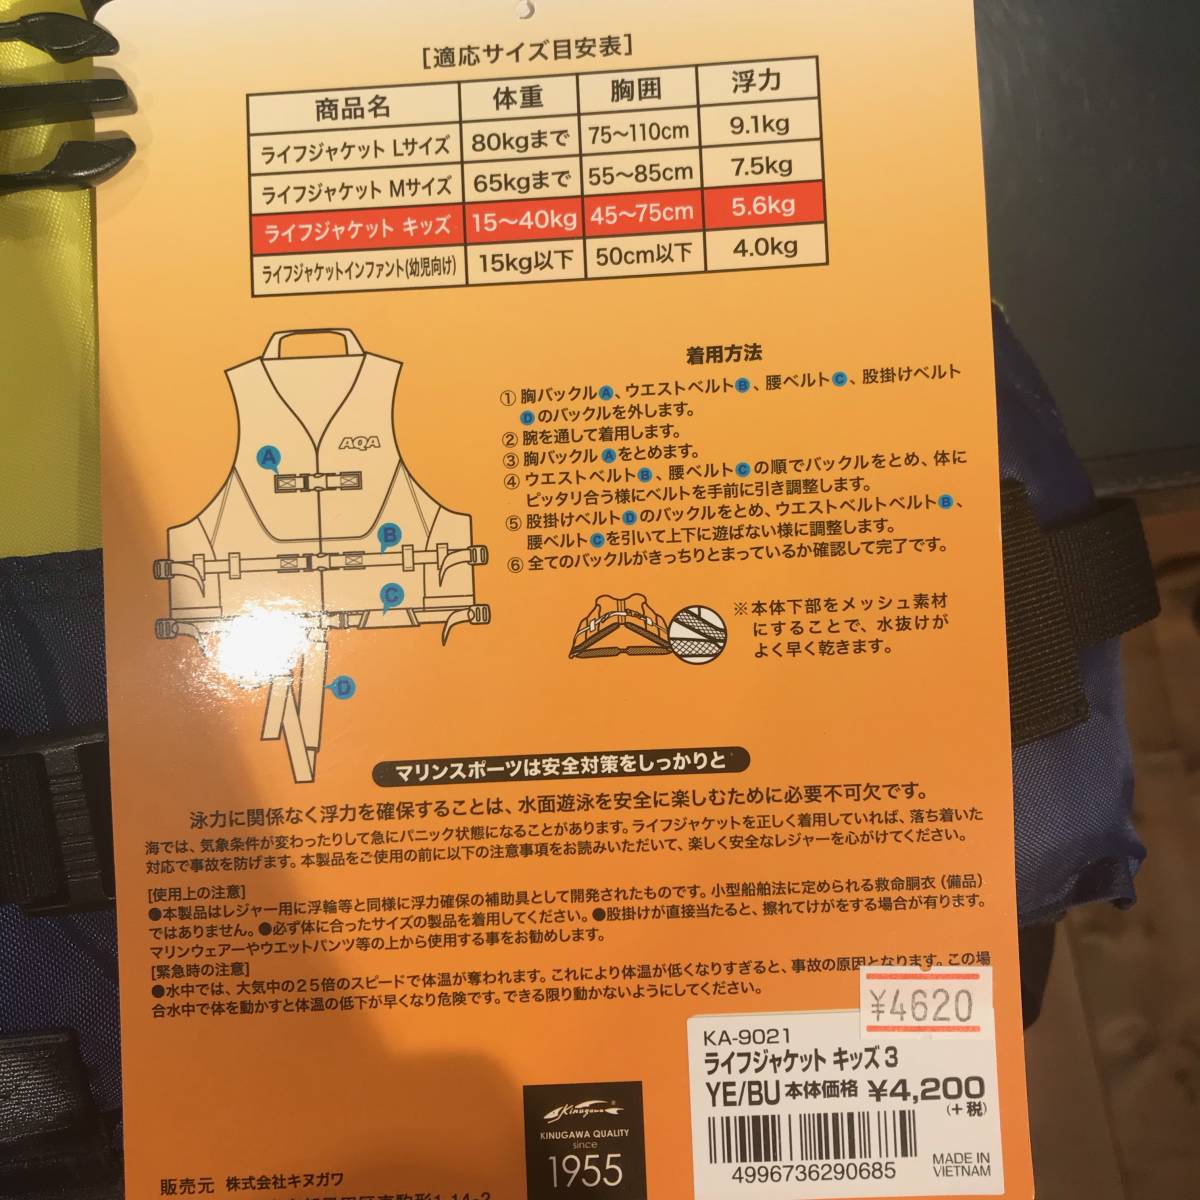 [適応サイズ目安表]
商品名 体重 胸囲 浮力
ライフジャケット Lサイズ 80kgまで 75〜110cm 9.1kg
ライフジャケット Mサイズ 65kgまで 55〜85cm 7.5kg
ライフジャケット キッズ 15〜40kg 45〜75cm 5.6kg
ライフジャケットインファント(幼児向け) 15kg以下 50cm以下 4.0kg
AQA
A
B
C
D
着用方法
①胸バックルA、ウエストベルトB、腰ベルトC、股掛けベルト
Dのバックルを外します。
②腕を通して着用します。
③胸バックルAをとめます。
④ウエストベルトB、腰ベルトCの順でバックルをとめ、体に
ピッタリ合う様にベルトを手前に引き調整します。
⑤股掛けベルトDのバックルをとめ、ウエストベルトベルトB、
腰ベルトCを引いて上下に遊ばない様に調整します。
⑥全てのバックルがきっちりとまっているか確認して完了です。
※本体下部をメッシュ素材
にすることで、水抜けが
よく早く乾きます。
マリンスポーツは安全対策をしっかりと
泳力に関係なく浮力を確保することは、水面遊泳を安全に楽しむために必要不可欠です。
海では、気象条件が変わったりして急にパニック状態になることがあります。ライフジャケットを正しく着用していれば、落ち着いた
対応で事故を防げます。本製品をご使用の前に以下の注意事項をお読みいただいて、楽しく安全なレジャーを心がけてください。
[使用上の注意]
●本製品はレジャー用に浮輪等と同様に浮力確保の補助具として開発されたものです。小型船舶法に定められる救命胴衣(備品)
ではありません。●必ず体に合ったサイズの製品を着用してください。●股掛けが直接当たると、擦れてけがをする場合が有ります。
マリンウェアーやウエットパンツ等の上から使用する事をお勧めします。
[緊急時の注意]
●水中では、大気中の25倍のスピードで体温が奪われます。これにより体温が低くなりすぎると、事故の原因となります。この場
合水中で体を動かすと体温の低下が早くなり危険です。できる限り動かないようにしてください。
¥4620
KA-9021
ライフジャケット キッズ3
YE/BU 本体価格 ¥4,200
(+税)
4996736290685
MADE IN
VIETNAM
Kinugawa
KINUGAWA QUALITY
since
1955
販売元 株式会社キヌガワ